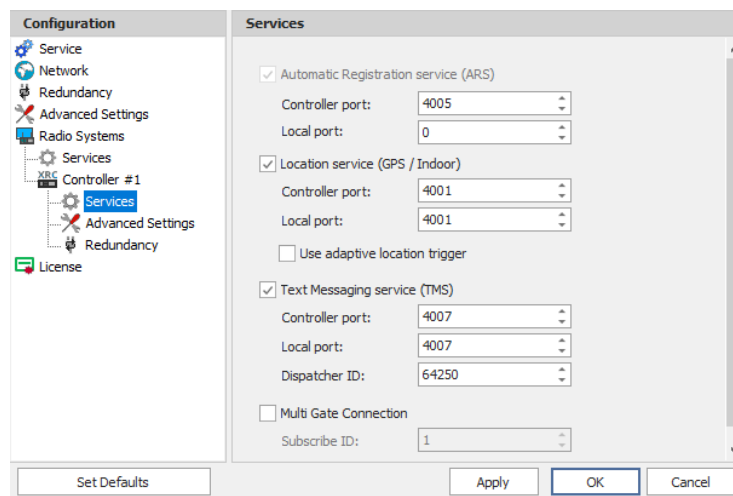 Configuration
Service
Network
Redundancy
Advanced Settings
Radio Systems
Services
XRC Controller #1
Services
Advanced Settings
Redundancy
License
Services
Automatic Registration service (ARS)
Controller port: 4005
Local port: 0
Location service (GPS / Indoor)
Controller port: 4001
Local port: 4001
Use adaptive location trigger
Text Messaging service (TMS)
Controller port: 4007
Local port: 4007
Dispatcher ID: 64250
Multi Gate Connection
Subscribe ID: 1
Set Defaults
Apply
OK
Cancel